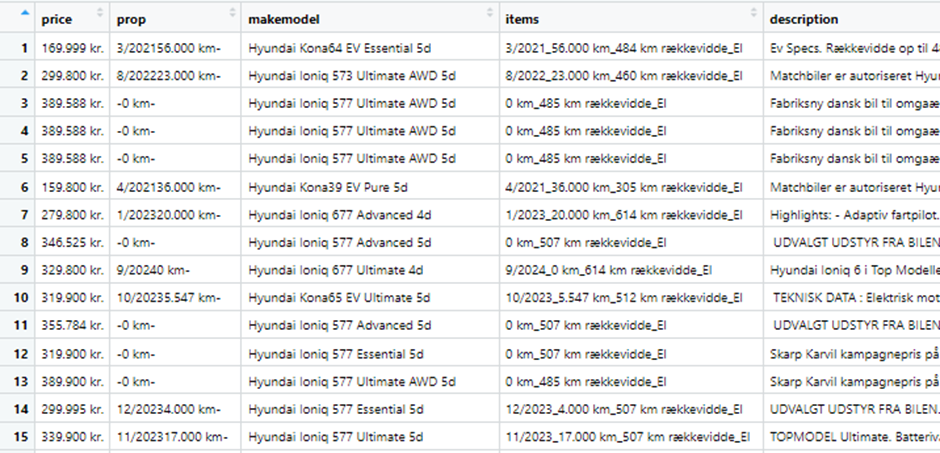 price prop makemodel items description
1 169.999 kr. 3/202156.000 km- Hyundai Kona64 EV Essential 5d 3/2021_56.000 km_484 km rækkevidde_El Ev Specs. Rækkevidde op til 4
2 299.800 kr. 8/202223.000 km- Hyundai Ioniq 573 Ultimate AWD 5d 8/2022_23.000 km_460 km rækkevidde_El Matchbiler er autoriseret Hyu
3 389.588 kr. -0 km- Hyundai Ioniq 577 Ultimate AWD 5d 0 km_485 km rækkevidde_El Fabriksny dansk bil til omgaæ
4 389.588 kr. -0 km- Hyundai Ioniq 577 Ultimate AWD 5d 0 km_485 km rækkevidde_El Fabriksny dansk bil til omgaæ
5 389.588 kr. -0 km- Hyundai Ioniq 577 Ultimate AWD 5d 0 km_485 km rækkevidde_El Fabriksny dansk bil til omgaæ
6 159.800 kr. 4/202136.000 km- Hyundai Kona39 EV Pure 5d 4/2021_36.000 km_305 km rækkevidde_El Matchbiler er autoriseret Hyu
7 279.800 kr. 1/202320.000 km- Hyundai Ioniq 677 Advanced 4d 1/2023_20.000 km_614 km rækkevidde_El Highlights: - Adaptiv fartpilot.
8 346.525 kr. -0 km- Hyundai Ioniq 577 Advanced 5d 0 km_507 km rækkevidde_El UDVALGT UDSTYR FRA BILEN
9 329.800 kr. 9/20240 km- Hyundai Ioniq 677 Ultimate 4d 9/2024_0 km_614 km rækkevidde_El Hyundai Ioniq 6 i Top Modelle
10 319.900 kr. 10/20235.547 km- Hyundai Kona65 EV Ultimate 5d 10/2023_5.547 km_512 km rækkevidde_El TEKNISK DATA : Elektrisk mot
11 355.784 kr. -0 km- Hyundai Ioniq 577 Advanced 5d 0 km_507 km rækkevidde_El UDVALGT UDSTYR FRA BILEN
12 319.900 kr. -0 km- Hyundai Ioniq 577 Essential 5d 0 km_507 km rækkevidde_El Skarp Karvil kampagnepris på
13 389.900 kr. -0 km- Hyundai Ioniq 577 Ultimate AWD 5d 0 km_485 km rækkevidde_El Skarp Karvil kampagnepris på
14 299.995 kr. 12/20234.000 km- Hyundai Ioniq 577 Essential 5d 12/2023_4.000 km_507 km rækkevidde_El UDVALGT UDSTYR FRA BILEN.
15 339.900 kr. 11/202317.000 km- Hyundai Ioniq 577 Ultimate 5d 11/2023_17.000 km_507 km rækkevidde_El TOPMODEL Ultimate. Batteriv.